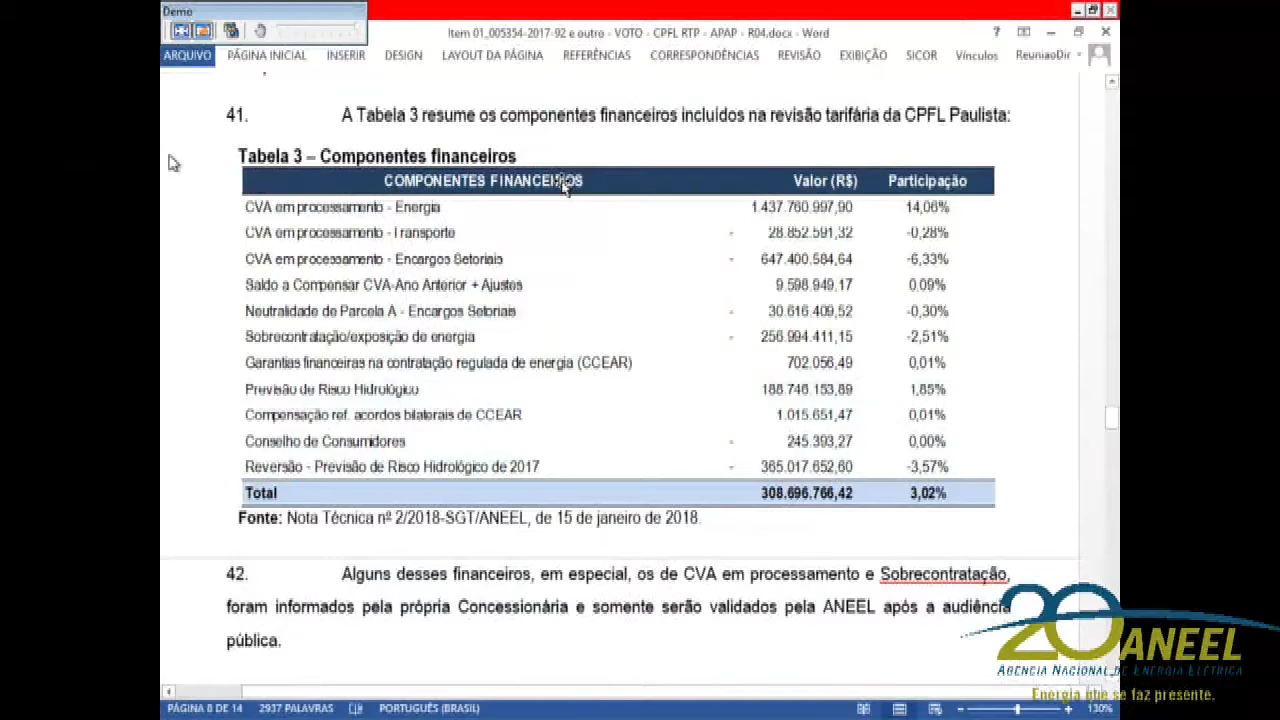 Demo
Item 01_005354-2017-92 e outro - VOTO - CPFL RTP - APAP - R04.docx - Word
ARQUIVO PÁGINA INICIAL INSERIR DESIGN LAYOUT DA PÁGINA REFERÊNCIAS CORRESPONDÊNCIAS REVISÃO EXIBIÇÃO SICOR Vínculos ReuniaoDir
41. A Tabela 3 resume os componentes financeiros incluídos na revisão tarifária da CPFL Paulista:
Tabela 3 – Componentes financeiros
COMPONENTES FINANCEIROS Valor (R$) Participação
CVA em processamento - Energia 1.437.760.997,90 14,06%
CVA em processamento - Transporte - 28.852.591,32 -0,28%
CVA em processamento - Encargos Setoriais - 647.400.584,64 -6,33%
Saldo a Compensar CVA-Ano Anterior + Ajustes 9.598.949,17 0,09%
Neutralidade de Parcela A - Encargos Setoriais - 30.616.409,52 -0,30%
Sobrecontratação/exposição de energia - 256.994.411,15 -2,51%
Garantias financeiras na contratação regulada de energia (CCEAR) 702.056,49 0,01%
Previsão de Risco Hidrológico 188.746.153,89 1,85%
Compensação ref. acordos bilaterais de CCEAR 1.015.651,47 0,01%
Conselho de Consumidores - 245.393,27 0,00%
Reversão - Previsão de Risco Hidrológico de 2017 - 365.017.652,60 -3,57%
Total 308.696.766,42 3,02%
Fonte: Nota Técnica nº 2/2018-SGT/ANEEL, de 15 de janeiro de 2018.
42. Alguns desses financeiros, em especial, os de CVA em processamento e Sobrecontratação,
foram informados pela própria Concessionária e somente serão validados pela ANEEL após a audiência
pública.
20 ANEEL
AGÊNCIA NACIONAL DE ENERGIA ELÉTRICA
Energia que se faz presente.
PÁGINA 8 DE 14 2937 PALAVRAS PORTUGUÊS (BRASIL) 130%